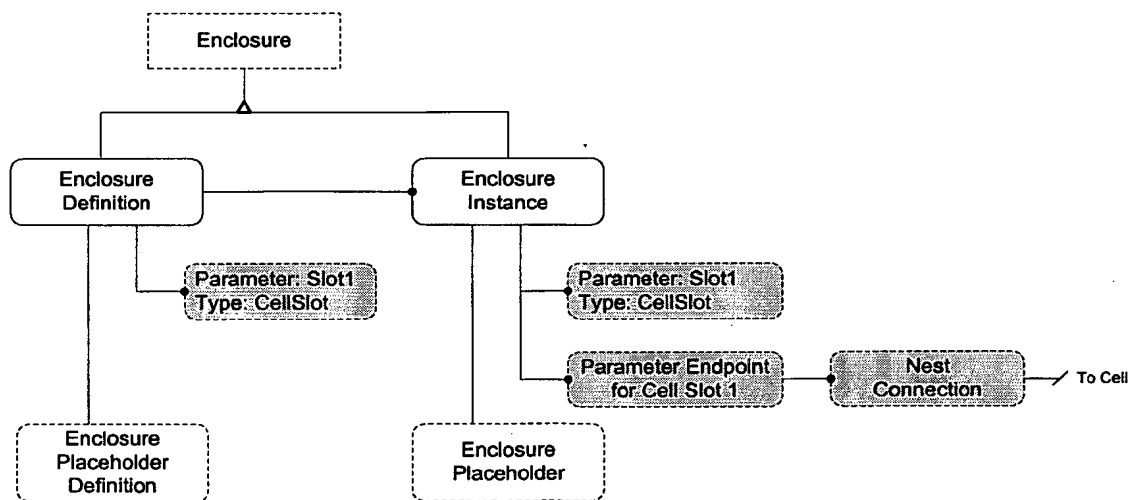 Enclosure
Enclosure
Definition
Enclosure
Instance
Parameter: Slot1
Type: CellSlot
Parameter: Slot1
Type: CellSlot
Parameter Endpoint
for Cell Slot 1
Nest
Connection
To Cell
Enclosure
Placeholder
Definition
Enclosure
Placeholder